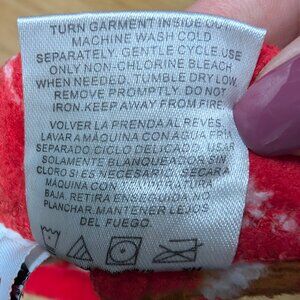 TURN GARMENT INSIDE OU
MACHINE WASH COLD
SEPARATELY. GENTLE CYCLE USE
ONLY NON-CHLORINE BLEACH
WHEN NEEDED. TUMBLE DRY LOW.
REMOVE PROMPTLY. DO NOT
IRON.KEEP AWAY FROM FIRE.
VOLVER LA PRENDA AL REVES.
LAVAR A MAQUINA CON AGUA FRIA
SEPARADO. CICLO DELICADO. USAR
SOLAMENTE BLANQUEADOR SIN
CLORO SI ES NECESARIO. SECAR A
MAQUINA CON TEMPERATURA
BAJA. RETIRA ENSEGUIDA NO
PLANCHAR.MANTENER LEJOS
DEL FUEGO.